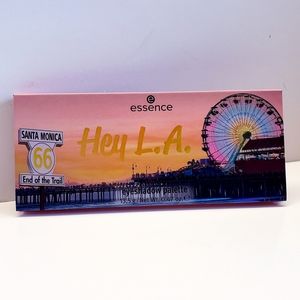 essence
Hey L.A.
SANTA MONICA
66
End of the Trail
eyeshadow palette